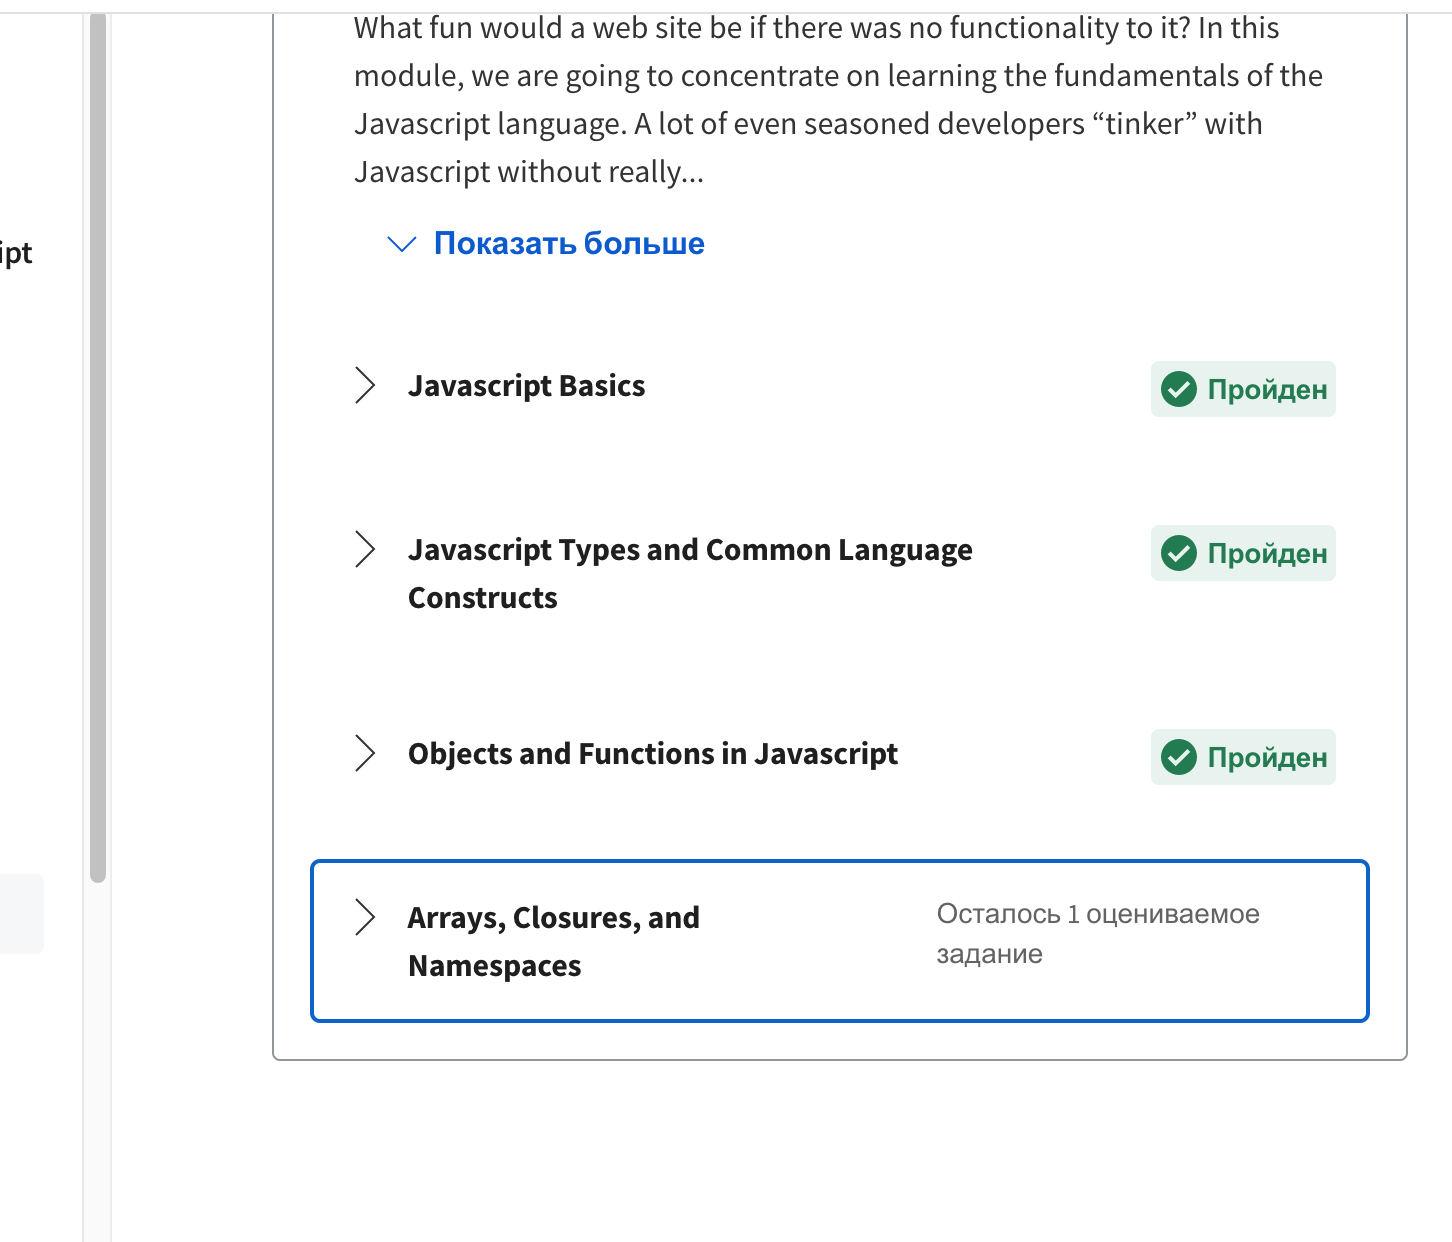 What fun would a web site be if there was no functionality to it? In this
module, we are going to concentrate on learning the fundamentals of the
Javascript language. A lot of even seasoned developers “tinker” with
Javascript without really...
Показать больше
ipt
Javascript Basics
Пройден
Javascript Types and Common Language
Constructs
Пройден
Objects and Functions in Javascript
Пройден
Arrays, Closures, and
Namespaces
Осталось 1 оцениваемое
задание